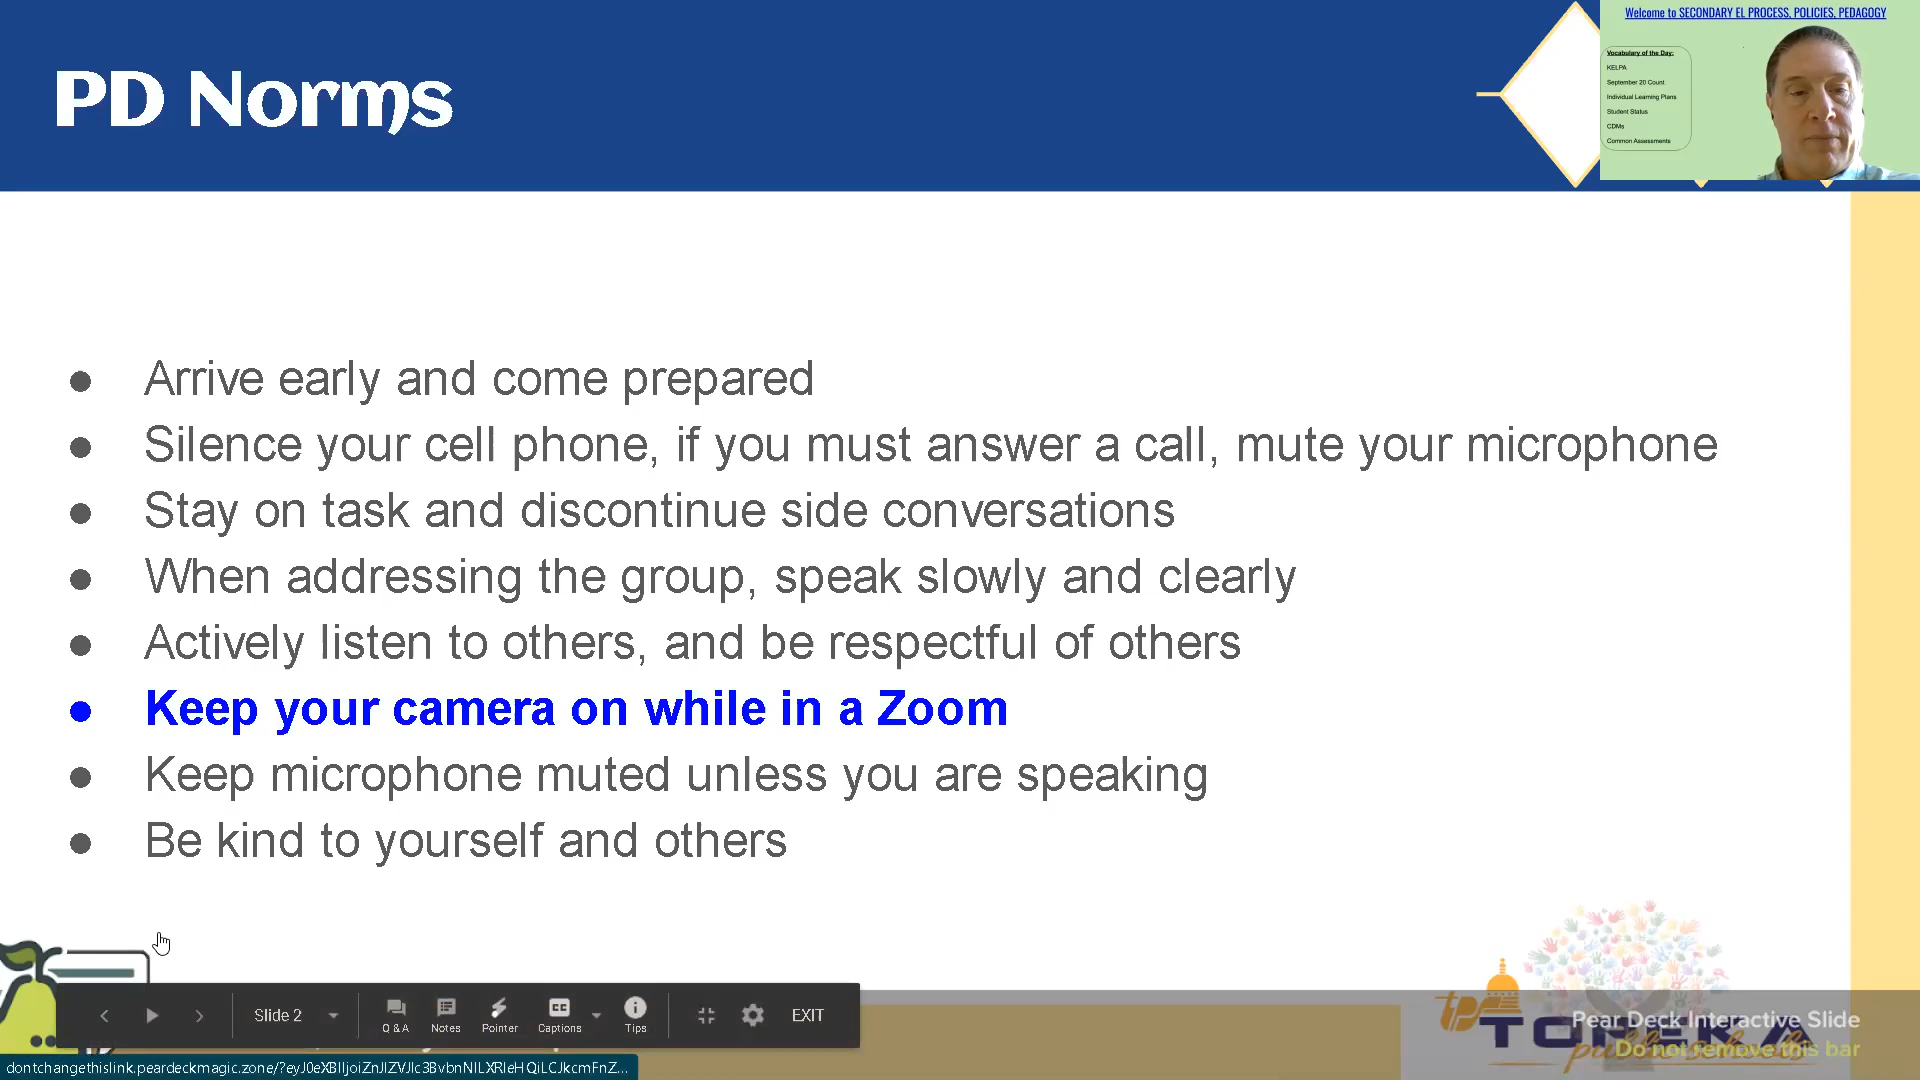 Welcome to SECONDARY EL PROCESS, POLICIES, PEDAGOGY
PD Norms
Vocabulary of the Day:
KELPA
September 20 Count
Individual Learning Plans
Student Status
CDMs
Common Assessments
● Arrive early and come prepared
● Silence your cell phone, if you must answer a call, mute your microphone
● Stay on task and discontinue side conversations
● When addressing the group, speak slowly and clearly
● Actively listen to others, and be respectful of others
● Keep your camera on while in a Zoom
● Keep microphone muted unless you are speaking
● Be kind to yourself and others
Slide 2
Q & A
Notes
Pointer
CC
Captions
Tips
EXIT
tp
TOPEKA
public schools
Pear Deck Interactive Slide
Do not remove this bar